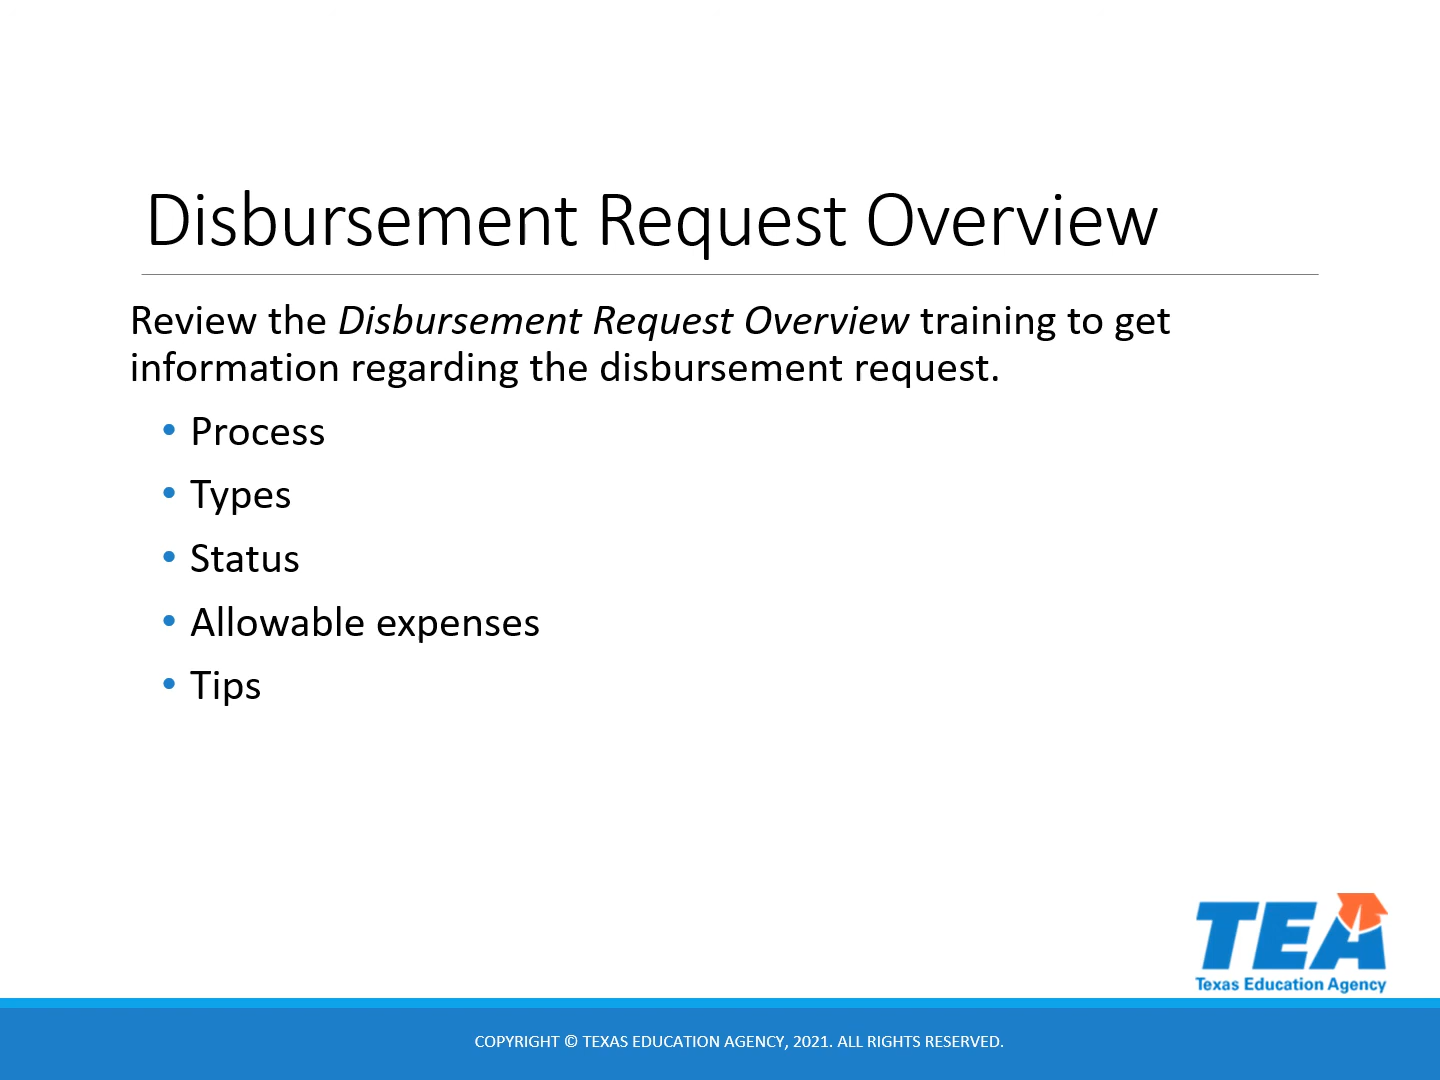 Disbursement Request Overview
Review the Disbursement Request Overview training to get
information regarding the disbursement request.
• Process
• Types
• Status
• Allowable expenses
• Tips
TEA
Texas Education Agency
COPYRIGHT © TEXAS EDUCATION AGENCY, 2021. ALL RIGHTS RESERVED.